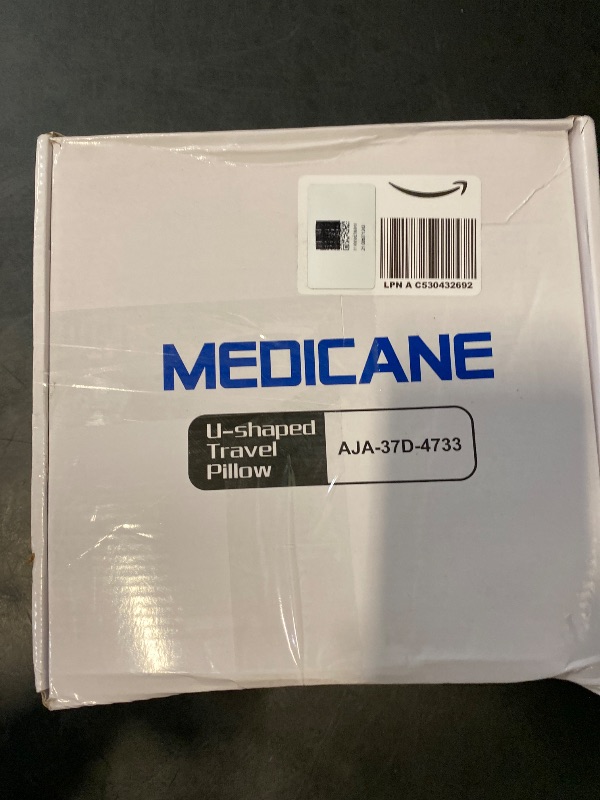 LPN A C530432692
MEDICANE
U-shaped
Travel
Pillow
AJA-37D-4733